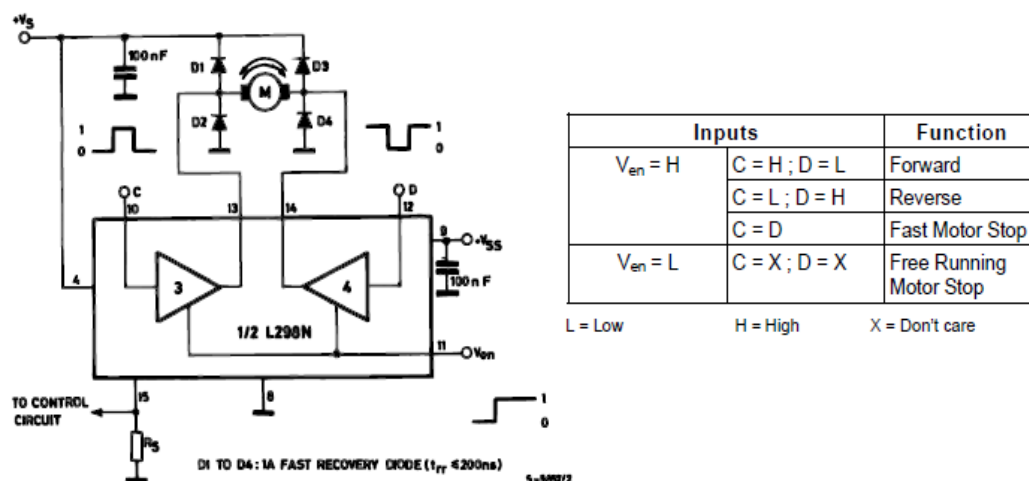 +Vs
100nF
D1
D3
M
D2
D4
1
0
1
0
C
D
10
13
14
12
9
+Vss
100nF
4
3
4
1/2 L298N
11
Ven
15
8
TO CONTROL
CIRCUIT
RS
1
0
D1 TO D4 : 1A FAST RECOVERY DIODE (trr ≤ 200ns)
Inputs Function
Ven = H C = H ; D = L Forward
C = L ; D = H Reverse
C = D Fast Motor Stop
Ven = L C = X ; D = X Free Running
Motor Stop
L = Low H = High X = Don't care